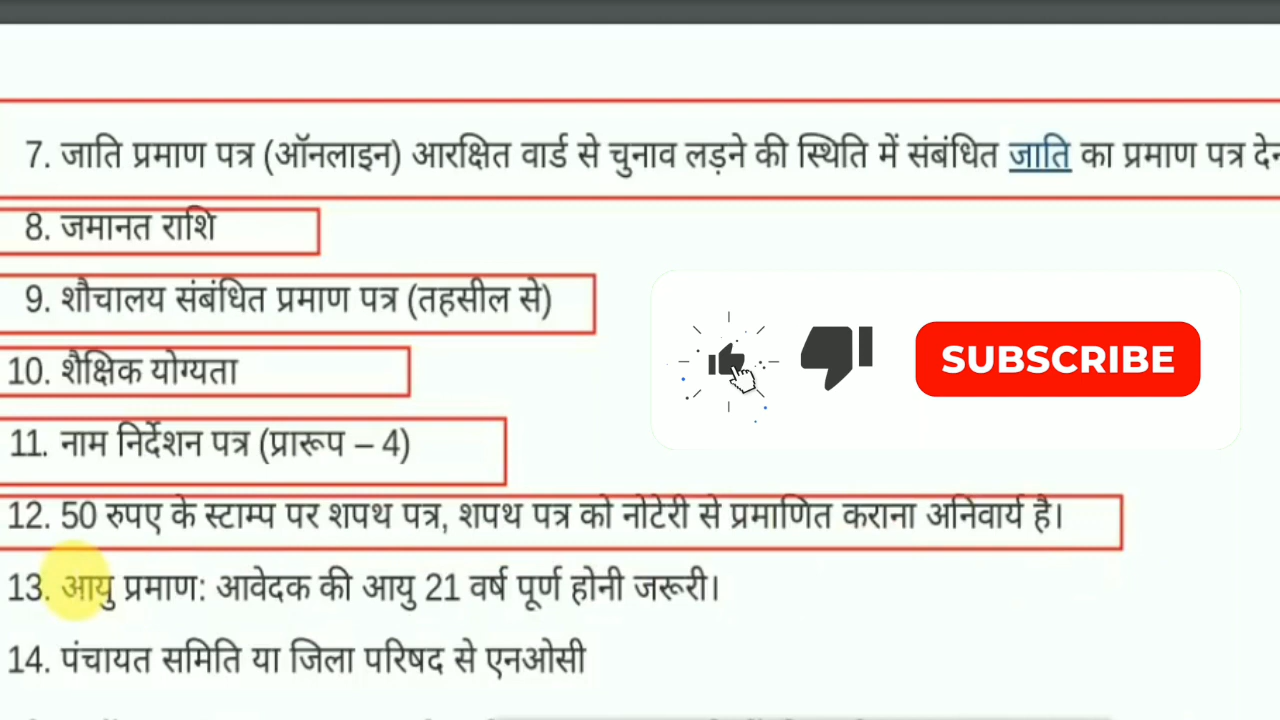 7. जाति प्रमाण पत्र (ऑनलाइन) आरक्षित वार्ड से चुनाव लड़ने की स्थिति में संबंधित जाति का प्रमाण पत्र
8. जमानत राशि
9. शौचालय संबंधित प्रमाण पत्र (तहसील से)
10. शैक्षिक योग्यता
SUBSCRIBE
11. नाम निर्देशन पत्र (प्रारूप – 4)
12. 50 रुपए के स्टाम्प पर शपथ पत्र, शपथ पत्र को नोटेरी से प्रमाणित कराना अनिवार्य है।
13. आयु प्रमाण: आवेदक की आयु 21 वर्ष पूर्ण होनी जरूरी।
14. पंचायत समिति या जिला परिषद से एनओसी